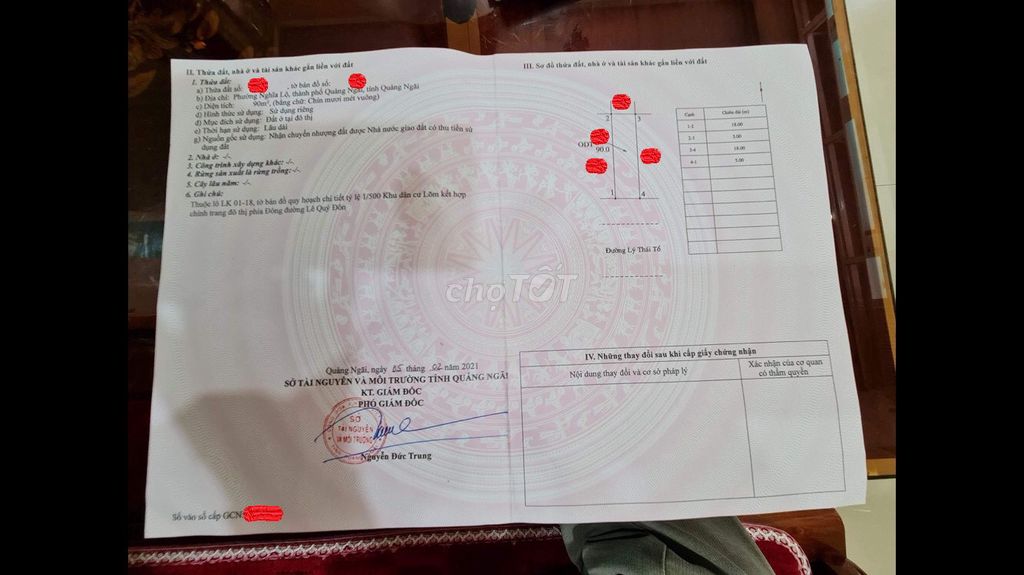 II. Thửa đất, nhà ở và tài sản khác gắn liền với đất
1. Thửa đất:
a) Thửa đất số: , tờ bản đồ số:
b) Địa chỉ: Phường Nghĩa Lộ, thành phố Quảng Ngãi, tỉnh Quảng Ngãi
c) Diện tích: 90m², (bằng chữ: Chín mươi mét vuông)
d) Hình thức sử dụng: Sử dụng riêng
đ) Mục đích sử dụng: Đất ở tại đô thị
e) Thời hạn sử dụng: Lâu dài
g) Nguồn gốc sử dụng: Nhận chuyển nhượng đất được Nhà nước giao đất có thu tiền sử
dụng đất
2. Nhà ở: -/-.
3. Công trình xây dựng khác: -/-.
4. Rừng sản xuất là rừng trồng: -/-.
5. Cây lâu năm: -/-.
6. Ghi chú:
Thuộc lô LK 01-18, tờ bản đồ quy hoạch chi tiết tỷ lệ 1/500 Khu dân cư Lõm kết hợp
chỉnh trang đô thị phía Đông đường Lê Quý Đôn
Quảng Ngãi, ngày 05 tháng 02 năm 2021
SỞ TÀI NGUYÊN VÀ MÔI TRƯỜNG TỈNH QUẢNG NGÃI
KT. GIÁM ĐỐC
PHÓ GIÁM ĐỐC
SỞ
TÀI NGUYÊN
VÀ MÔI TRƯỜNG
Nguyễn Đức Trung
Số vào sổ cấp GCN:
III. Sơ đồ thửa đất, nhà ở và tài sản khác gắn liền với đất
2 3
ODT
90.0
1 4
Đường Lý Thái Tổ
Cạnh Chiều dài (m)
1-2 18.00
2-3 5.00
3-4 18.00
4-1 5.00
IV. Những thay đổi sau khi cấp giấy chứng nhận
Nội dung thay đổi và cơ sở pháp lý
Xác nhận của cơ quan
có thẩm quyền
chợTỐT